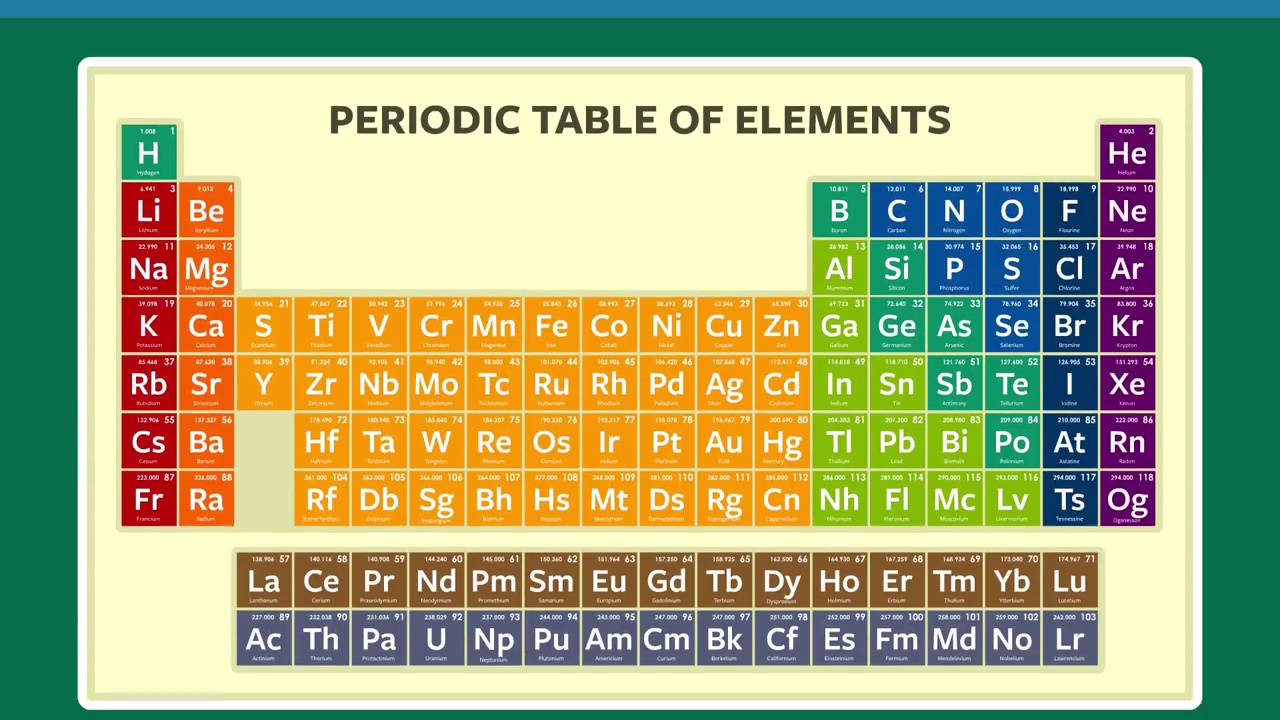 PERIODIC TABLE OF ELEMENTS
1.008 1 4.003 2
H He
Hydogen Helium
6.941 3 9.013 4 10.811 5 12.011 6 14.007 7 15.999 8 18.998 9 22.990 10
Li Be B C N O F Ne
Lithium Beryllium Boron Carbon Nitrogen Oxygen Flourine Neon
22.990 11 24.305 12 26.982 13 28.086 14 30.974 15 32.065 16 35.453 17 39.948 18
Na Mg Al Si P S Cl Ar
Sodium Magnesium Aluminium Silicon Phosphorus Sulfer Chlorine Argon
39.098 19 40.078 20 44.956 21 47.867 22 50.942 23 51.996 24 54.938 25 55.845 26 58.993 27 58.693 28 63.546 29 65.390 30 69.723 31 72.640 32 74.922 33 78.960 34 79.904 35 83.800 36
K Ca S Ti V Cr Mn Fe Co Ni Cu Zn Ga Ge As Se Br Kr
Potassium Calcium Scandium Titanium Vanadium Chromium Iron Cobalt Nickel Copper Zinc Gallium Germanium Arsenic Selenium Bromine Krypton
85.468 37 87.620 38 88.906 39 91.224 40 92.906 41 95.940 42 98.000 43 101.070 44 102.906 45 106.420 46 107.868 47 112.411 48 114.818 49 118.710 50 121.760 51 127.600 52 126.905 53 131.293 54
Rb Sr Y Zr Nb Mo Tc Ru Rh Pd Ag Cd In Sn Sb Te I Xe
Rubidium Yttrium Ruthenium Rhodium Palladium Silver Cadmium Indium Tin Antimony Tellurium Iodine Xenon
132.906 55 137.327 56 178.490 72 180.948 73 183.840 74 186.207 75 190.230 76 192.217 77 195.078 78 196.967 79 200.590 80 204.383 81 207.200 82 208.980 83 209.000 84 210.000 85 222.000 86
Cs Ba Hf Ta W Re Os Ir Pt Au Hg Tl Pb Bi Po At Rn
Barium Hafnium Rhenium Osmium Iridium Platinum Gold Mercury Thallium Lead Bismuth Polonium Astatine Radon
223.000 87 226.000 88 261.000 104 262.000 105 266.000 106 264.000 107 277.000 108 268.000 109 281.000 110 282.000 111 285.000 112 286.000 113 289.000 114 290.000 115 293.000 116 294.000 117 294.000 118
Fr Ra Rf Db Sg Bh Hs Mt Ds Rg Cn Nh Fl Mc Lv Ts Og
Francium Radium Dubnium Seaborgium Tennessine Oganesson
138.906 57 140.116 58 140.908 59 144.240 60 145.000 61 150.360 62 151.964 63 157.250 64 158.925 65 162.500 66 164.930 67 167.259 68 168.934 69 173.040 70 174.967 71
La Ce Pr Nd Pm Sm Eu Gd Tb Dy Ho Er Tm Yb Lu
Lanthanum Cerium Praseodymium Neodymium Promethium Samarium Europium Gadolinium Terbium Dysprosium Holmium Erbium Thulium Ytterbium Lutetium
227.000 89 232.038 90 231.036 91 238.029 92 237.000 93 244.000 94 243.000 95 247.000 96 247.000 97 251.000 98 252.000 99 257.000 100 258.000 101 259.000 102 262.000 103
Ac Th Pa U Np Pu Am Cm Bk Cf Es Fm Md No Lr
Actinium Thorium Protactinium Uranium Neptunium Plutonium Americium Curium Berkelium Californium Einsteinium Fermium Mendelevium Nobelium Lawrencium